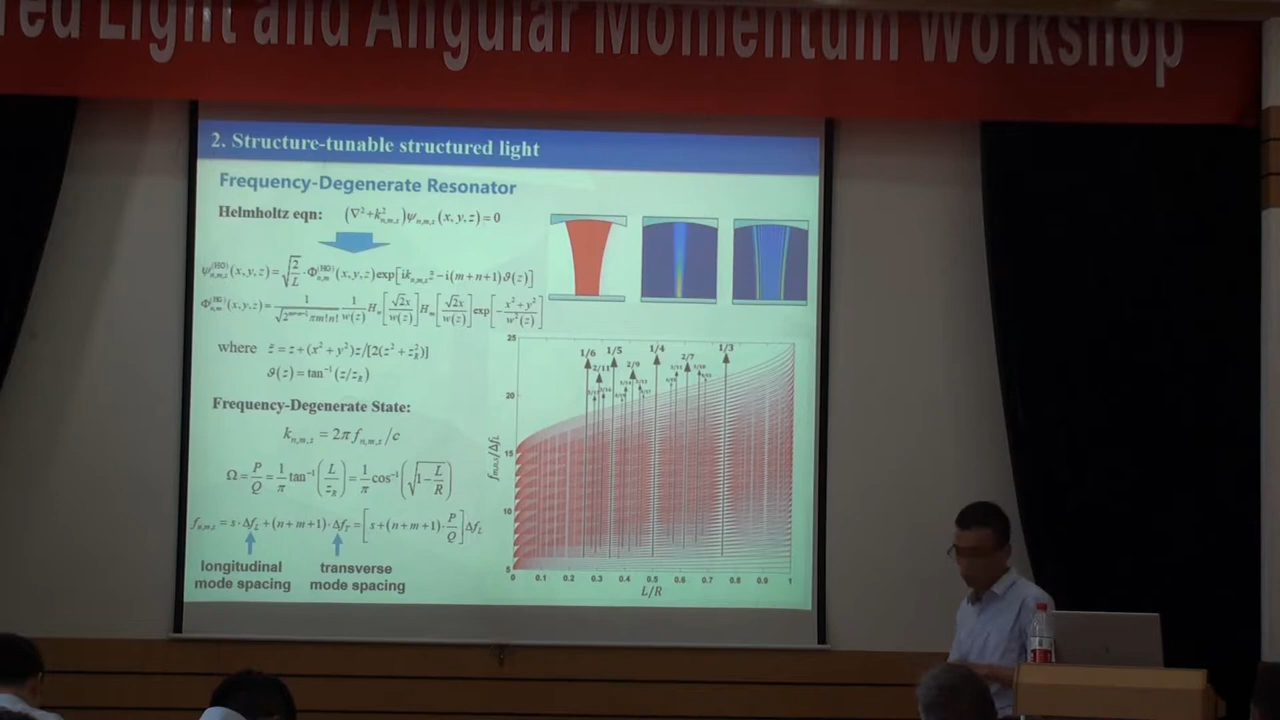 red Light and Angular Momentum Workshop
2. Structure-tunable structured light
Frequency-Degenerate Resonator
Helmholtz eqn: (∇²+k²ₙ,ₘ,ₛ)ψₙ,ₘ,ₛ(x,y,z)=0
ψₙ,ₘ,ₛ^(HG)(x,y,z)=√(2/L)·Φₙ,ₘ^(HG)(x,y,z)exp[ikₙ,ₘ,ₛz̃−i(m+n+1)ϑ(z)]
Φₙ,ₘ^(HG)(x,y,z)=1/√(2^(m+n−1)πm!n!) 1/w(z) Hₙ[√2x/w(z)]Hₘ[√2x/w(z)]exp[−(x²+y²)/w²(z)]
where z̃=z+(x²+y²)z/[2(z²+z_R²)]
ϑ(z)=tan⁻¹(z/z_R)
Frequency-Degenerate State:
kₙ,ₘ,ₛ=2πfₙ,ₘ,ₛ/c
Ω=P/Q=1/π tan⁻¹(L/z_R)=1/π cos⁻¹(√(1−L/R))
fₙ,ₘ,ₛ=s·Δf_L+(n+m+1)·Δf_T=[s+(n+m+1)·P/Q]Δf_L
longitudinal
mode spacing
transverse
mode spacing
1/6 1/5 1/4 1/3
2/11 2/9 2/7
25
20
15
10
5
fₙ,ₘ,ₛ/Δf_L
0 0.1 0.2 0.3 0.4 0.5 0.6 0.7 0.8 0.9 1
L/R